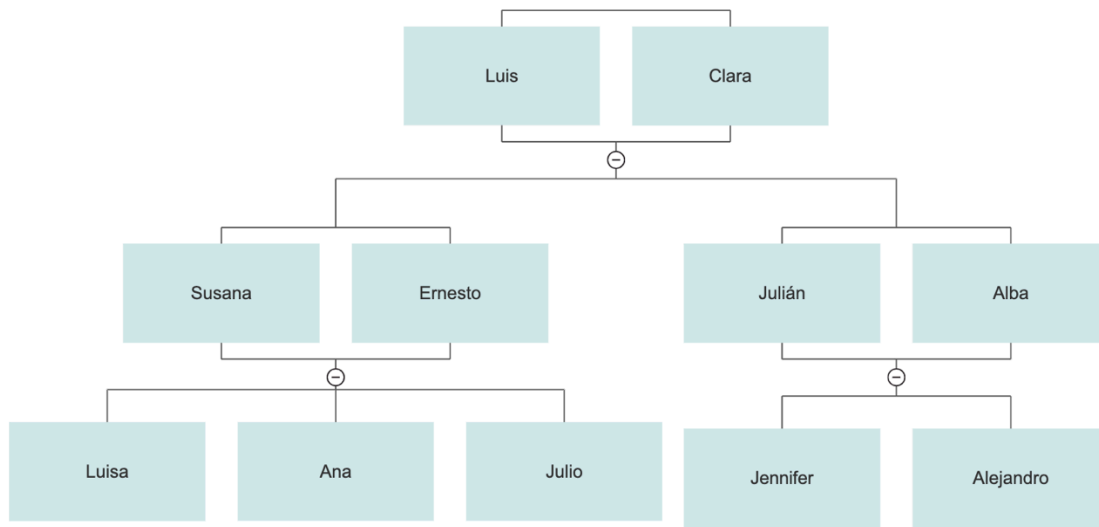 Luis
Clara
Susana
Ernesto
Julián
Alba
Luisa
Ana
Julio
Jennifer
Alejandro